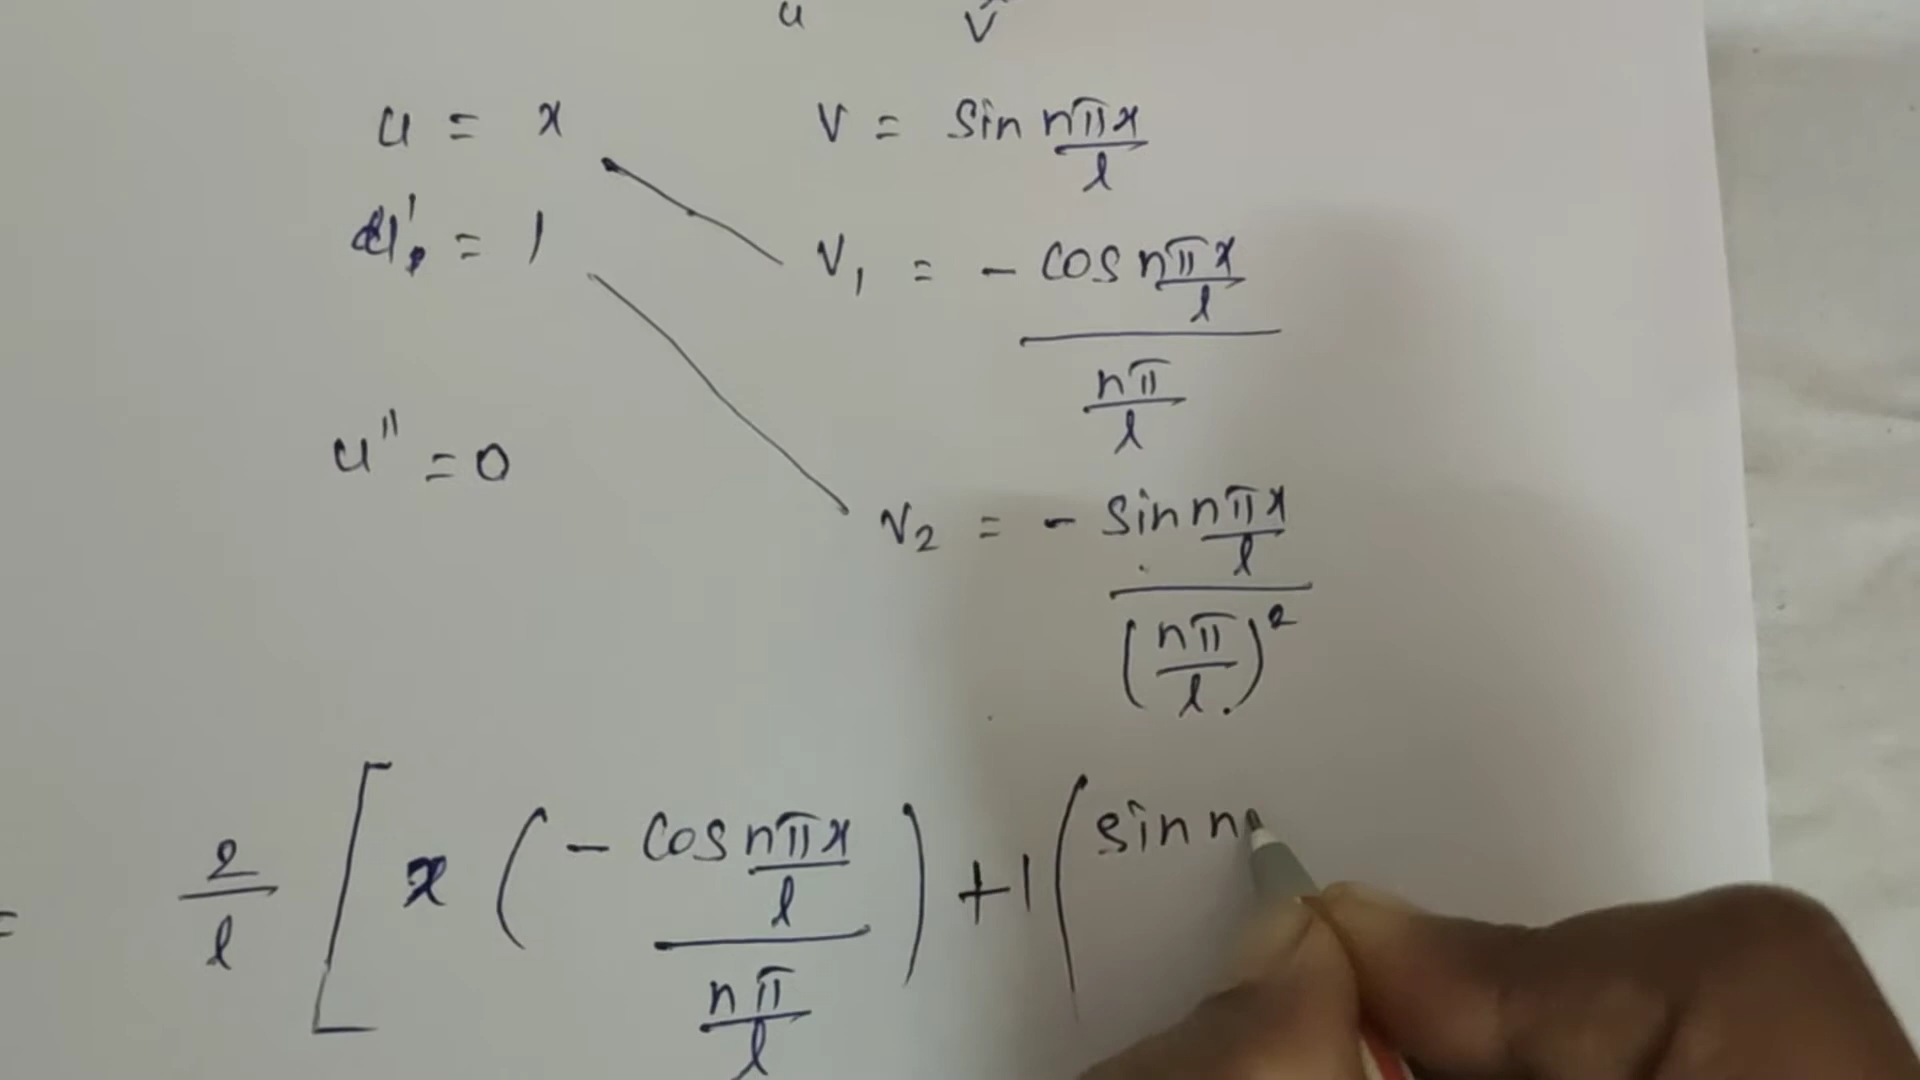 u v
u = x v = sin nπx/l
u' = 1 v₁ = - cos nπx/l / nπ/l
u'' = 0
v₂ = - sin nπx/l / (nπ/l)²
= 2/l [ x ( - cos nπx/l / nπ/l ) + 1 ( sin n